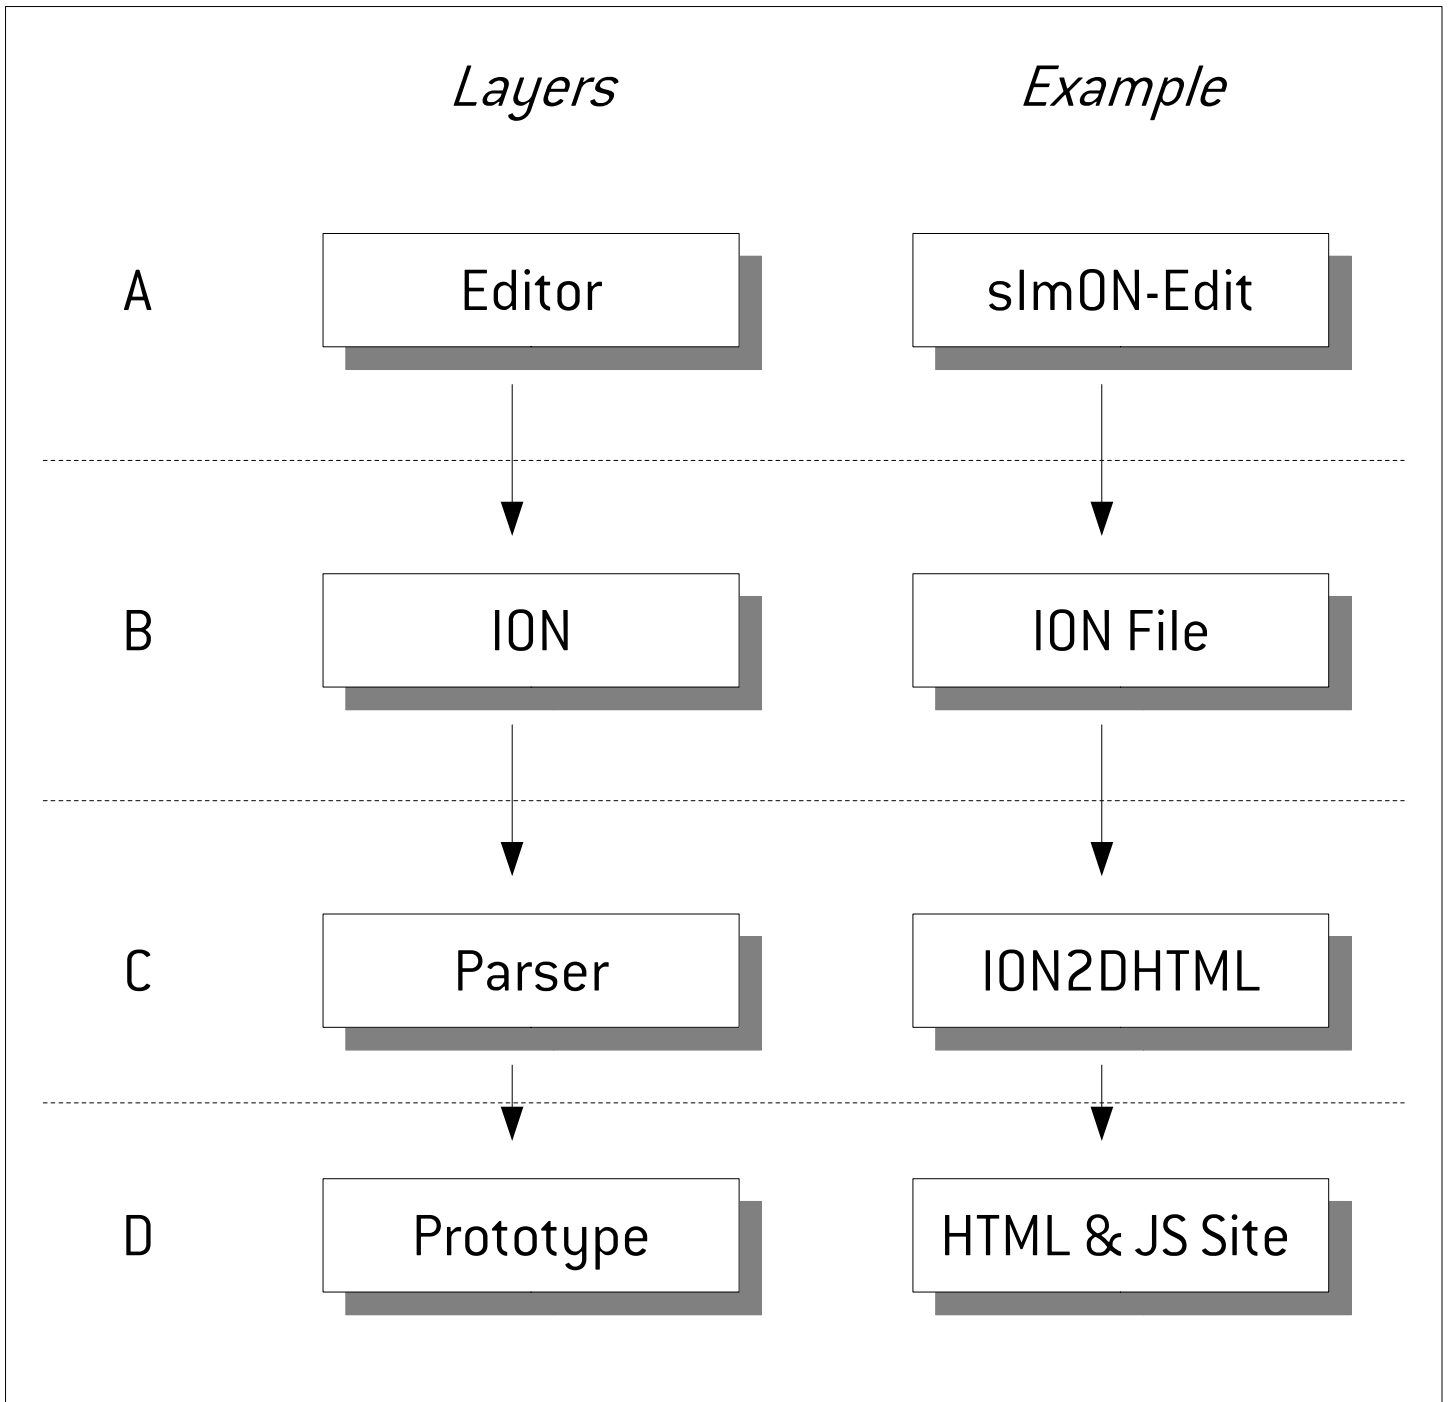 Layers Example
A Editor sImON-Edit
B ION ION File
C Parser ION2DHTML
D Prototype HTML & JS Site